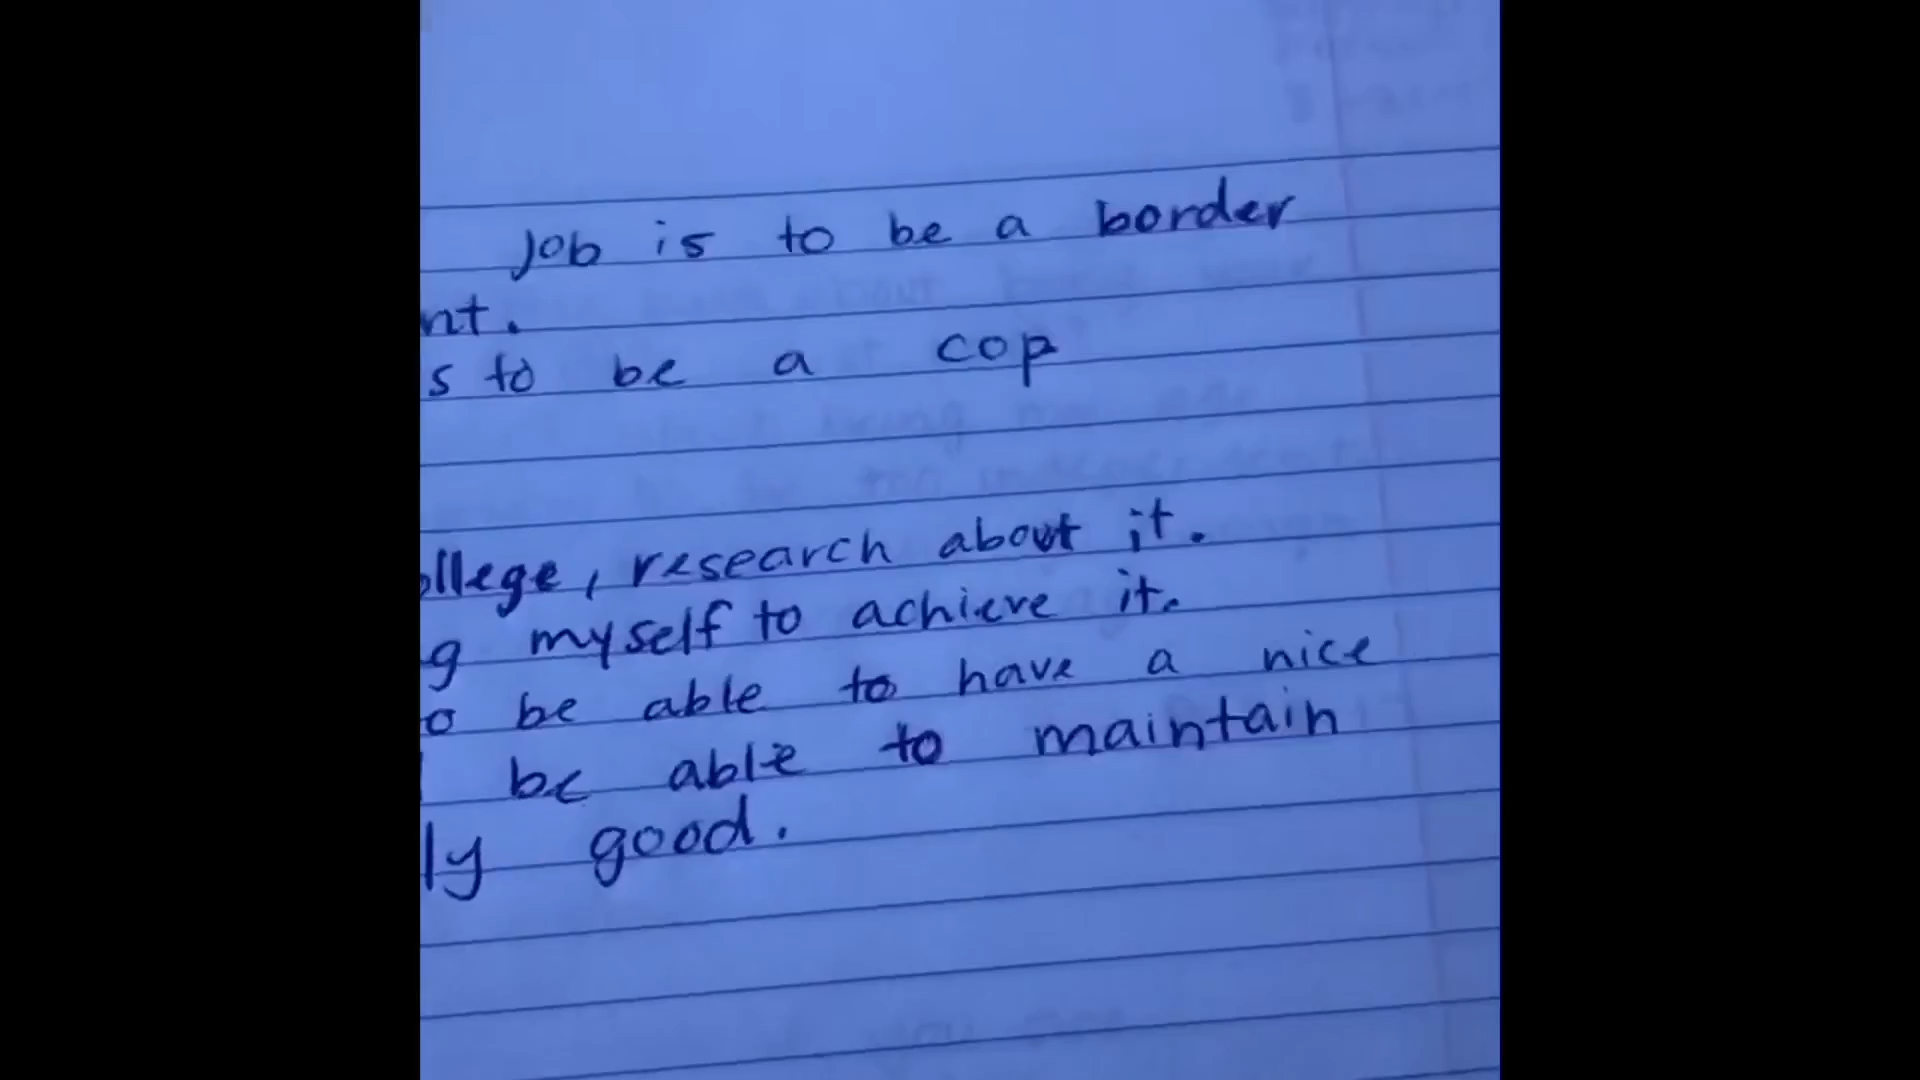 Job is to be a border
nt.
s to be a cop
ollege, research about it.
g myself to achieve it.
o be able to have a nice
be able to maintain
ly good.